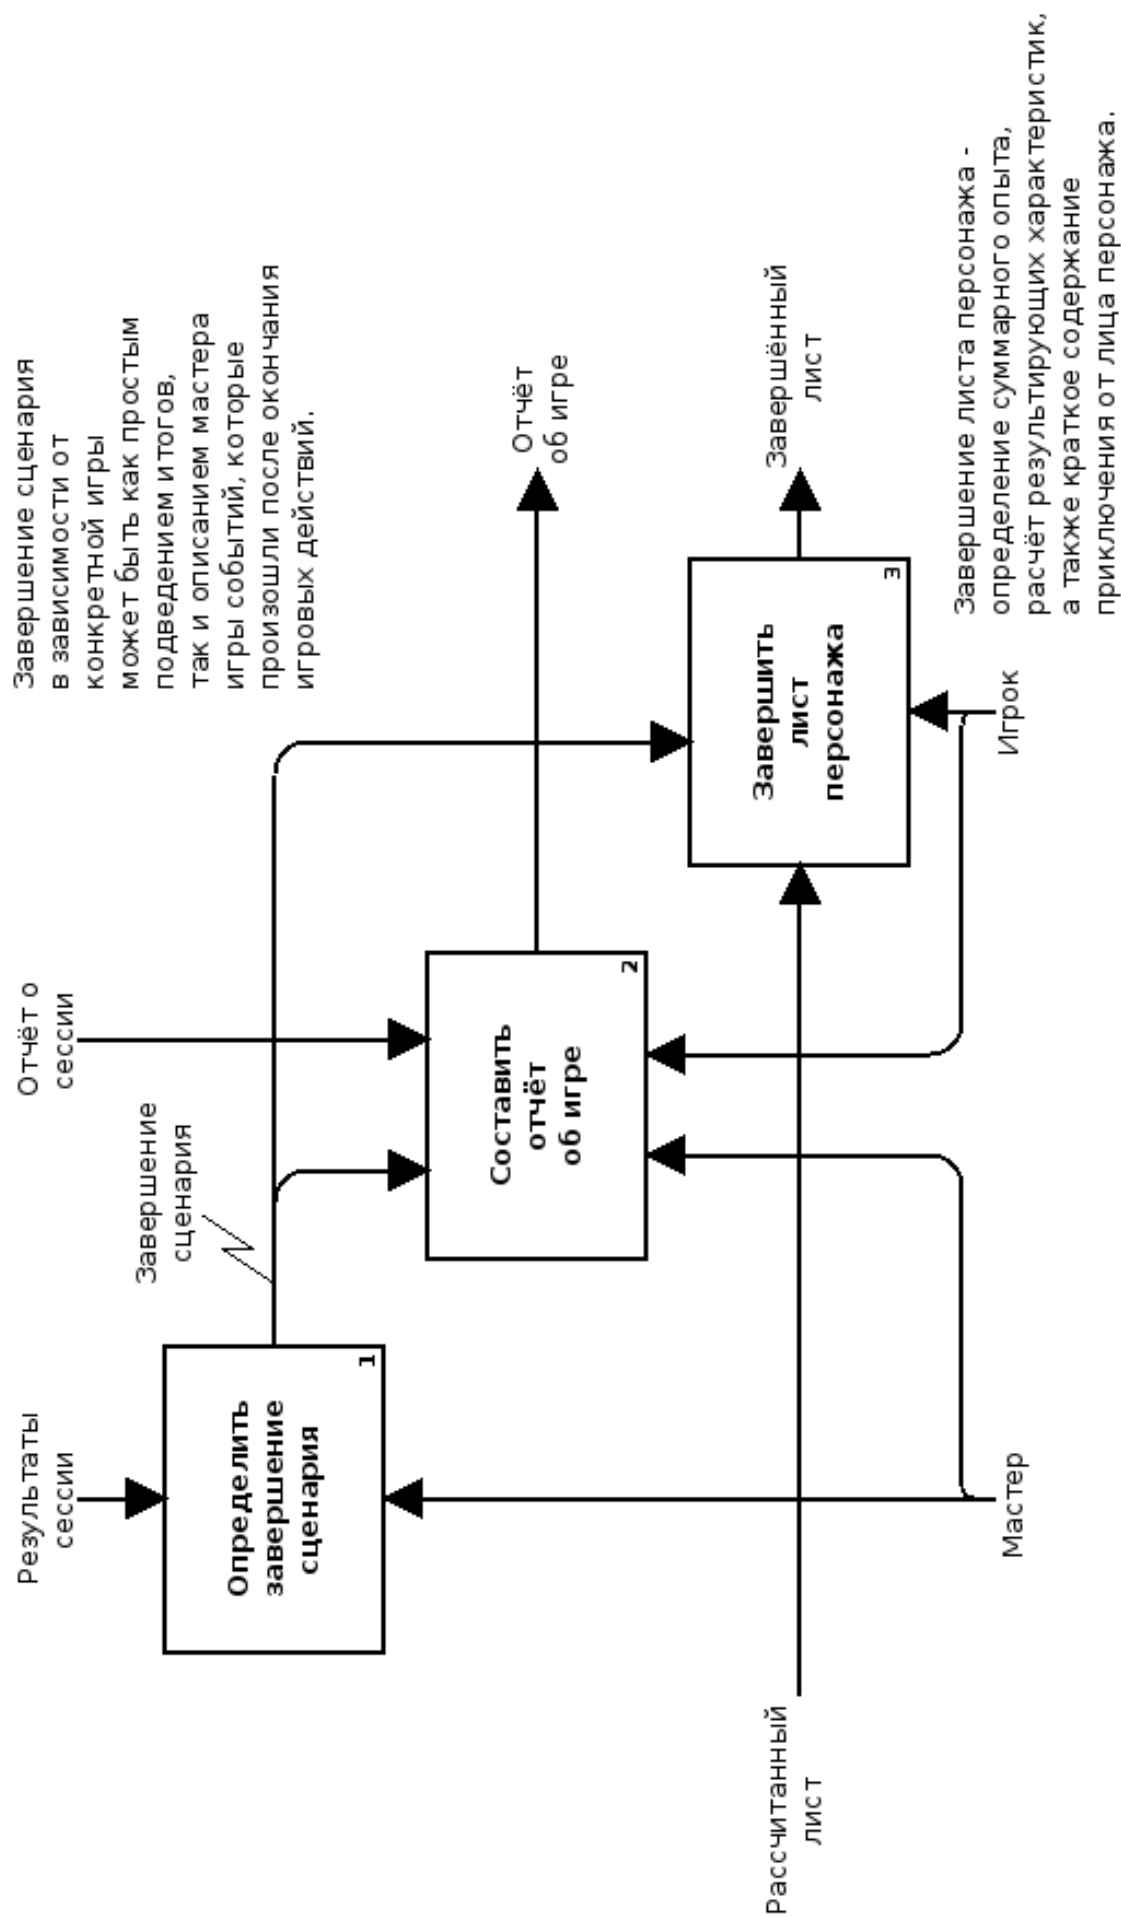 Результаты
сессии
Отчёт о
сессии
Завершение сценария
в зависимости от
конкретной игры
может быть как простым
подведением итогов,
так и описанием мастера
игры событий, которые
произошли после окончания
игровых действий.
Завершение
сценария
Определить
завершение
сценария
1
Составить
отчёт
об игре
2
Отчёт
об игре
Рассчитанный
лист
Завершить
лист
персонажа
3
Завершённый
лист
Мастер
Игрок
Завершение листа персонажа -
определение суммарного опыта,
расчёт результирующих характеристик,
а также краткое содержание
приключения от лица персонажа.